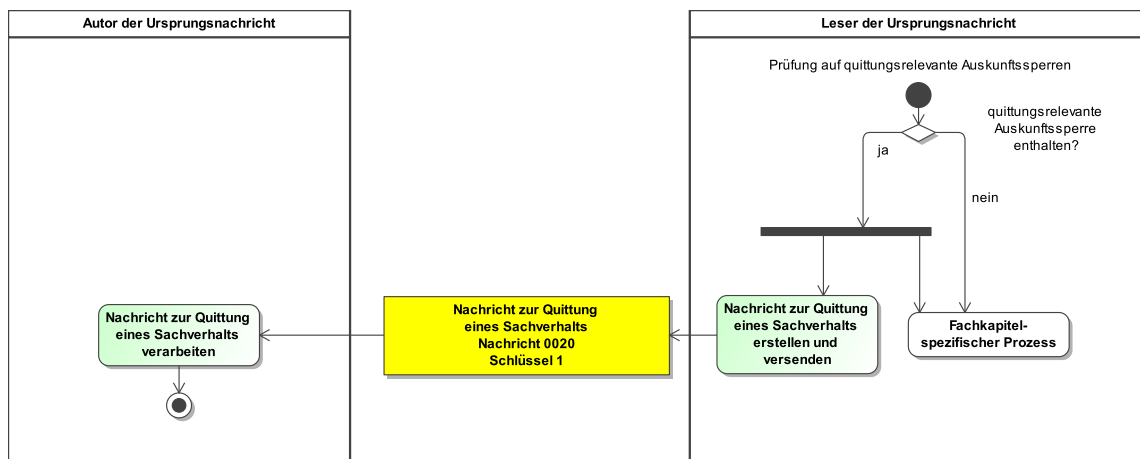 Autor der Ursprungsnachricht
Leser der Ursprungsnachricht
Prüfung auf quittungsrelevante Auskunftssperren
quittungsrelevante
Auskunftssperre
enthalten?
ja
nein
Nachricht zur Quittung
eines Sachverhalts
verarbeiten
Nachricht zur Quittung
eines Sachverhalts
Nachricht 0020
Schlüssel 1
Nachricht zur Quittung
eines Sachverhalts
erstellen und
versenden
Fachkapitel-
spezifischer Prozess